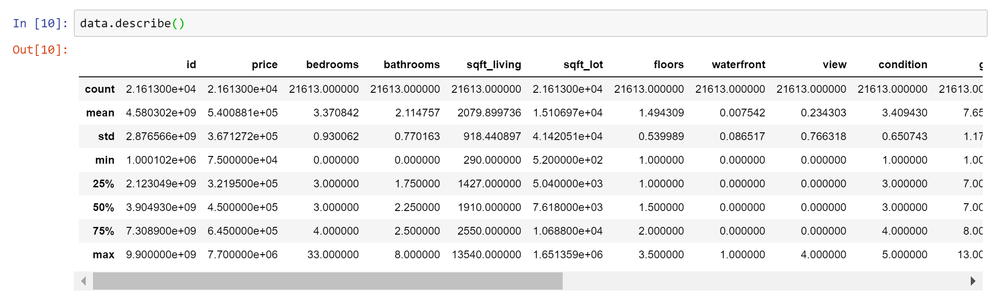 In [10]: data.describe()
Out[10]:
id price bedrooms bathrooms sqft_living sqft_lot floors waterfront view condition
count 2.161300e+04 2.161300e+04 21613.000000 21613.000000 21613.000000 2.161300e+04 21613.000000 21613.000000 21613.000000 21613.000000 21613.00
mean 4.580302e+09 5.400881e+05 3.370842 2.114757 2079.899736 1.510697e+04 1.494309 0.007542 0.234303 3.409430 7.65
std 2.876566e+09 3.671272e+05 0.930062 0.770163 918.440897 4.142051e+04 0.539989 0.086517 0.766318 0.650743 1.17
min 1.000102e+06 7.500000e+04 0.000000 0.000000 290.000000 5.200000e+02 1.000000 0.000000 0.000000 1.000000 1.00
25% 2.123049e+09 3.219500e+05 3.000000 1.750000 1427.000000 5.040000e+03 1.000000 0.000000 0.000000 3.000000 7.00
50% 3.904930e+09 4.500000e+05 3.000000 2.250000 1910.000000 7.618000e+03 1.500000 0.000000 0.000000 3.000000 7.00
75% 7.308900e+09 6.450000e+05 4.000000 2.500000 2550.000000 1.068800e+04 2.000000 0.000000 0.000000 4.000000 8.00
max 9.900000e+09 7.700000e+06 33.000000 8.000000 13540.000000 1.651359e+06 3.500000 1.000000 4.000000 5.000000 13.00